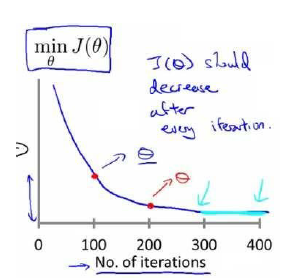 min J(θ)
θ
J(θ) should
decrease
after
every iteration.
θ
θ
0 100 200 300 400
No. of iterations